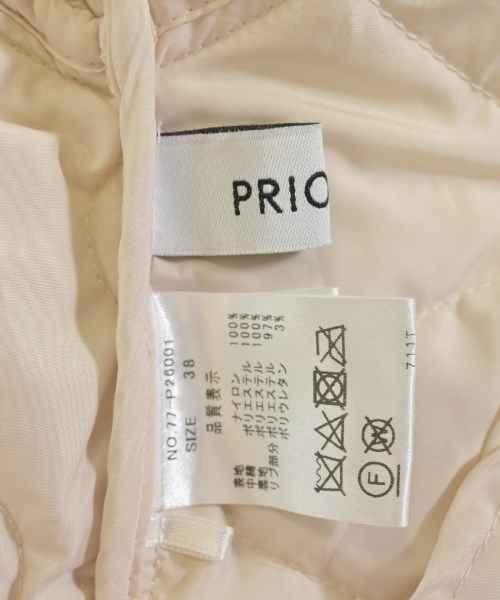 PRIO
NO.77-P26001
SIZE 38
品質表示
表地 ナイロン 100%
中綿 ポリエステル 100%
裏地 ポリエステル 100%
リブ部分 ポリエステル 97%
ポリウレタン 3%
F
W
711T